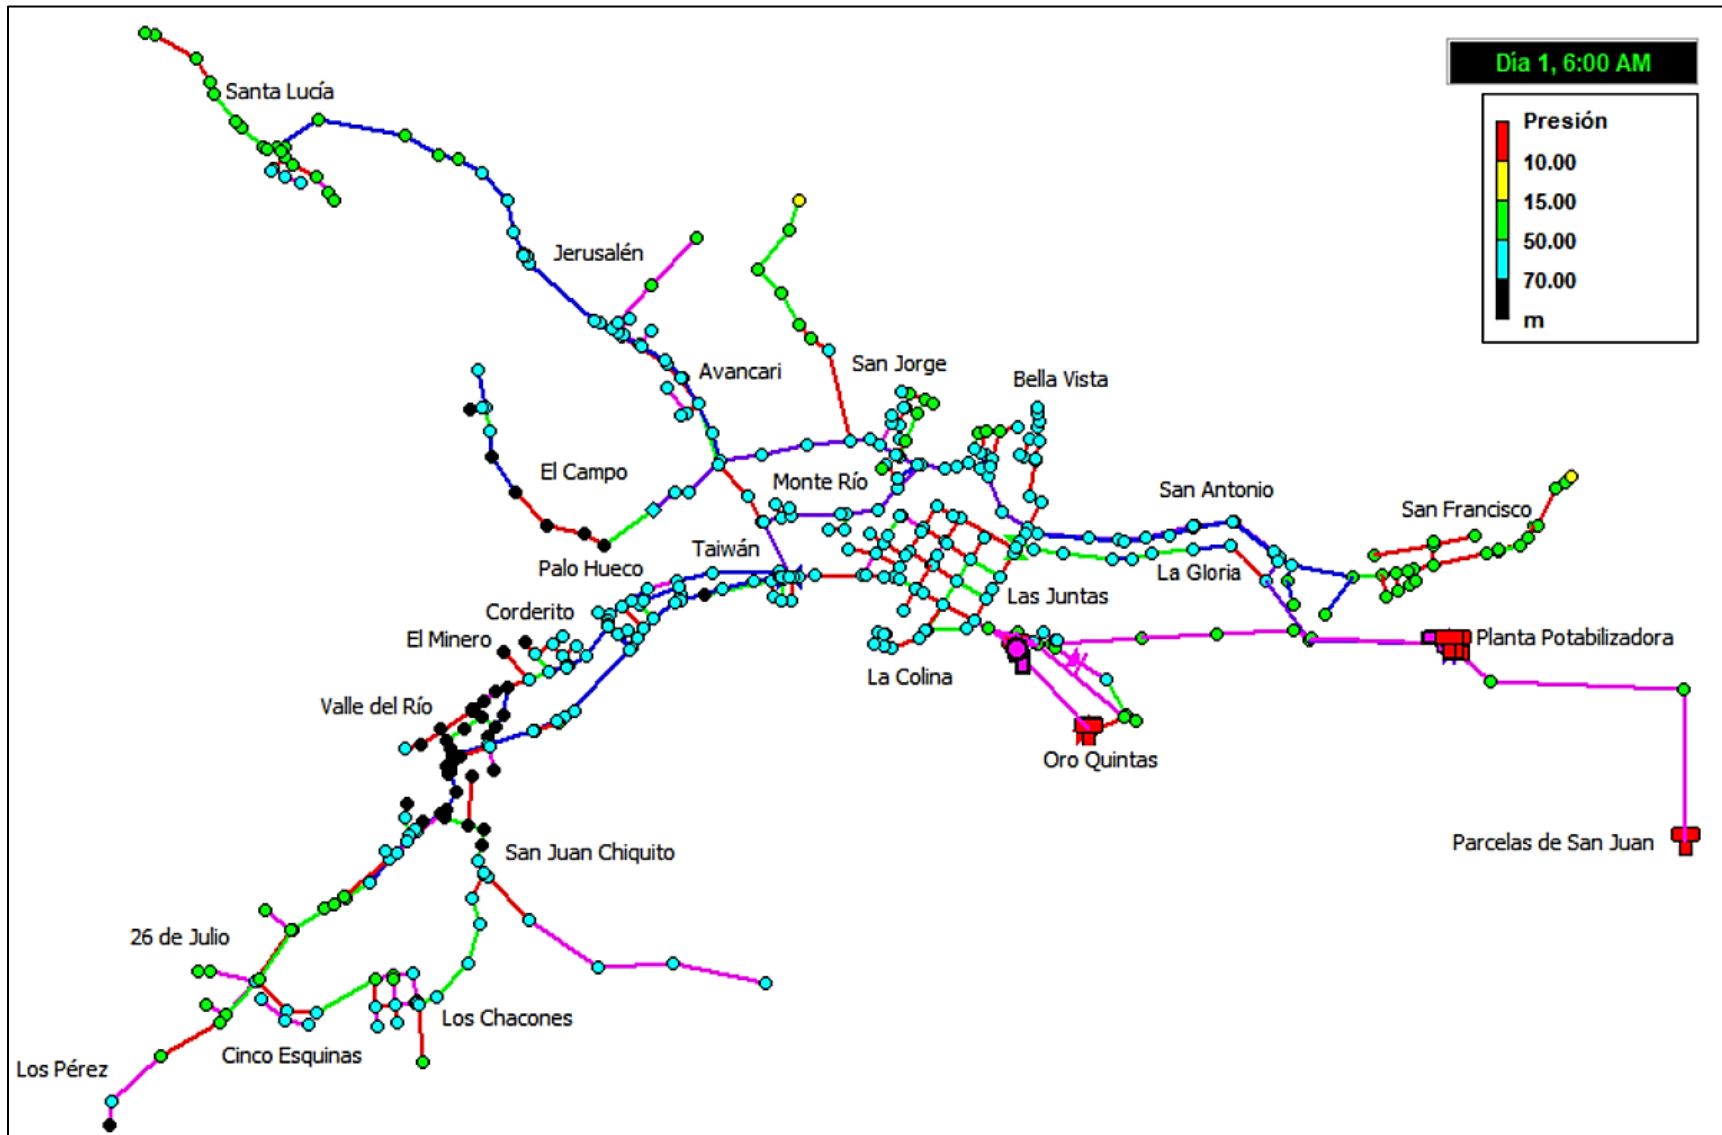 Día 1, 6:00 AM
Presión
10.00
15.00
50.00
70.00
m
Santa Lucía
Jerusalén
Avancari
San Jorge
Bella Vista
El Campo
Monte Río
San Antonio
San Francisco
Taiwán
Palo Hueco
La Gloria
Corderito
Las Juntas
El Minero
Planta Potabilizadora
La Colina
Valle del Río
Oro Quintas
Parcelas de San Juan
San Juan Chiquito
26 de Julio
Los Chacones
Cinco Esquinas
Los Pérez